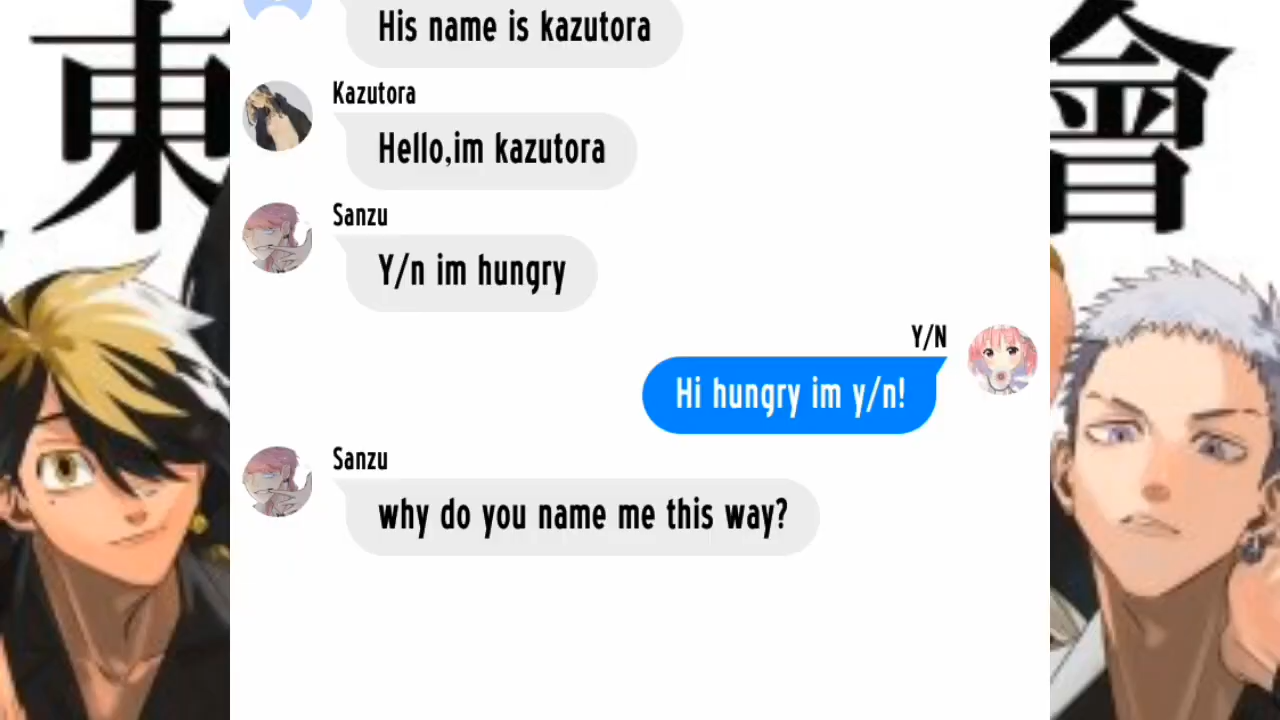 東
會
His name is kazutora
Kazutora
Hello,im kazutora
Sanzu
Y/n im hungry
Y/N
Hi hungry im y/n!
Sanzu
why do you name me this way?